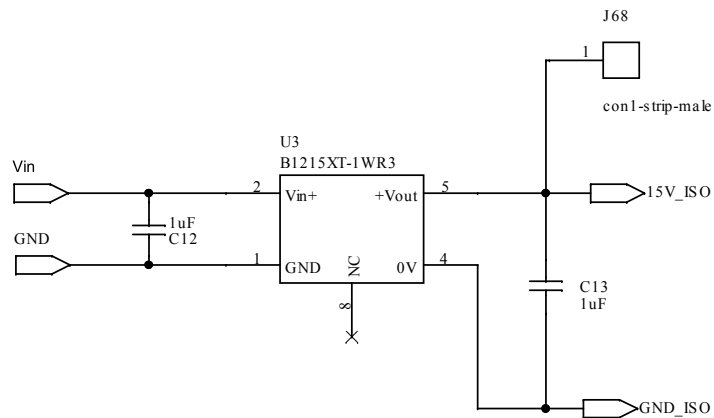 J68
1
con1-strip-male
U3
B1215XT-1WR3
Vin
2
Vin+
+Vout
5
15V_ISO
1uF
C12
GND
1
GND
NC
0V
4
C13
1uF
8
GND_ISO